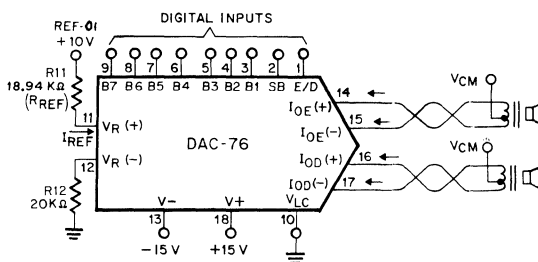 DIGITAL INPUTS
REF-01
+10V
9 8 7 6 5 4 3 2 1
B7 B6 B5 B4 B3 B2 B1 SB E/D
R11
18.94 KΩ
(RREF)
11
IREF
VR(+)
12
VR(-)
R12
20KΩ
DAC-76
14
IOE(+)
15
IOE(-)
IOD(+)
16
IOD(-)
17
VCM
VCM
V- V+ VLC
13 18 10
-15V +15V